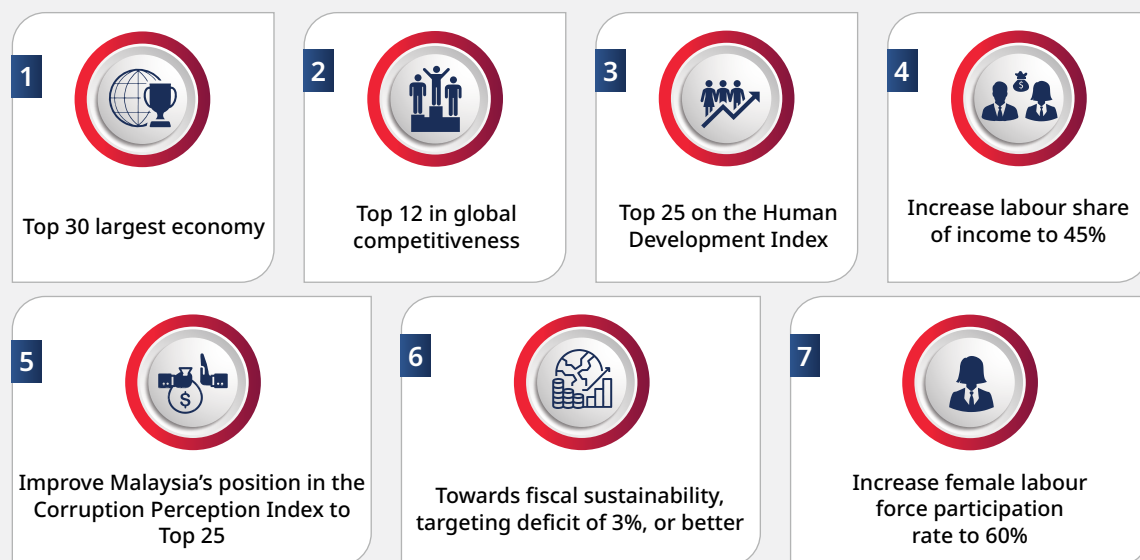 1
Top 30 largest economy
2
Top 12 in global
competitiveness
3
Top 25 on the Human
Development Index
4
$
Increase labour share
of income to 45%
5
$
Improve Malaysia’s position in the
Corruption Perception Index to
Top 25
6
Towards fiscal sustainability,
targeting deficit of 3%, or better
7
Increase female labour
force participation
rate to 60%